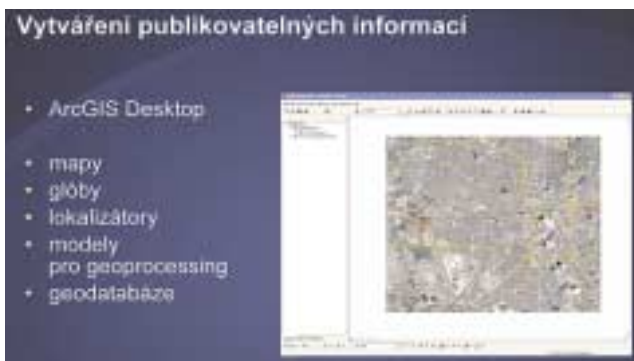 Vytváření publikovatelných informací
• ArcGIS Desktop
• mapy
• glóby
• lokalizátory
• modely
pro geoprocessing
• geodatabáze